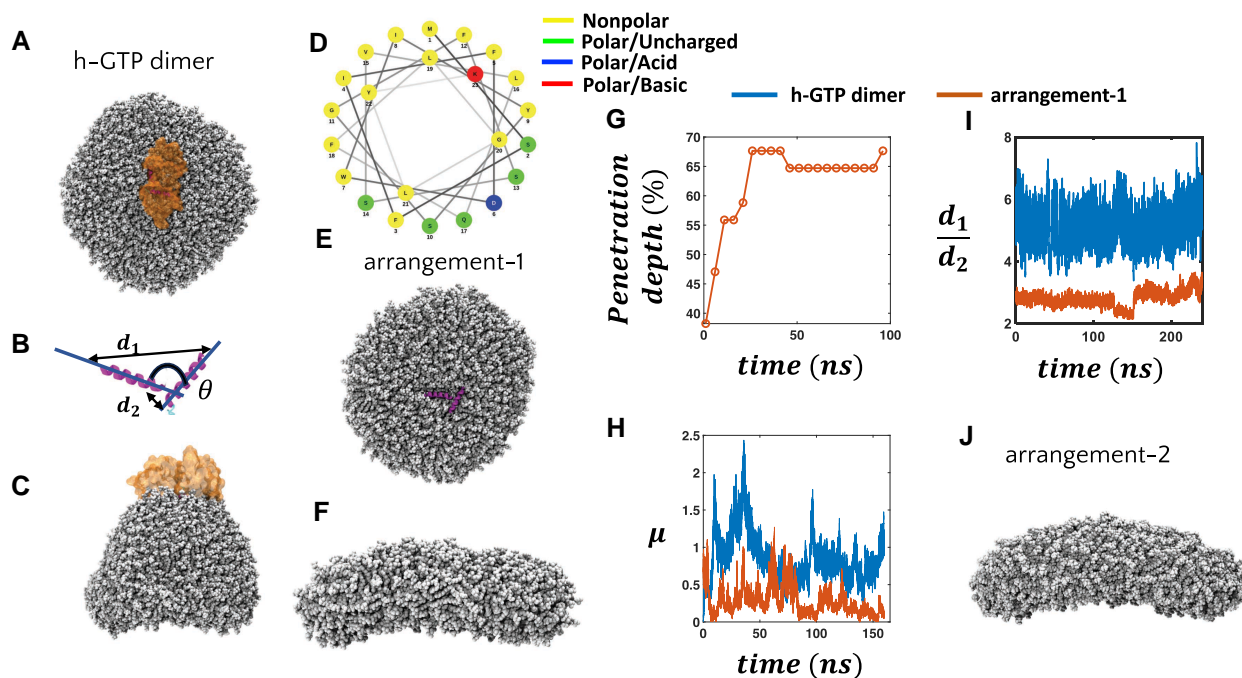 A
h-GTP dimer
B
d1
d2
θ
C
D
M
1
F
12
F
5
L
16
Y
9
S
2
S
13
D
6
Q
17
S
10
F
3
S
14
W
7
F
18
G
11
I
4
V
15
I
8
L
19
K
23
G
20
L
21
Y
22
Nonpolar
Polar/Uncharged
Polar/Acid
Polar/Basic
h-GTP dimer
arrangement-1
E
arrangement-1
F
G
Penetration
depth (%)
70
65
60
55
50
45
40
0
50
100
time (ns)
H
μ
2.5
2
1.5
1
0.5
0
0
50
100
150
time (ns)
I
d1
d2
8
6
4
2
0
100
200
time (ns)
J
arrangement-2